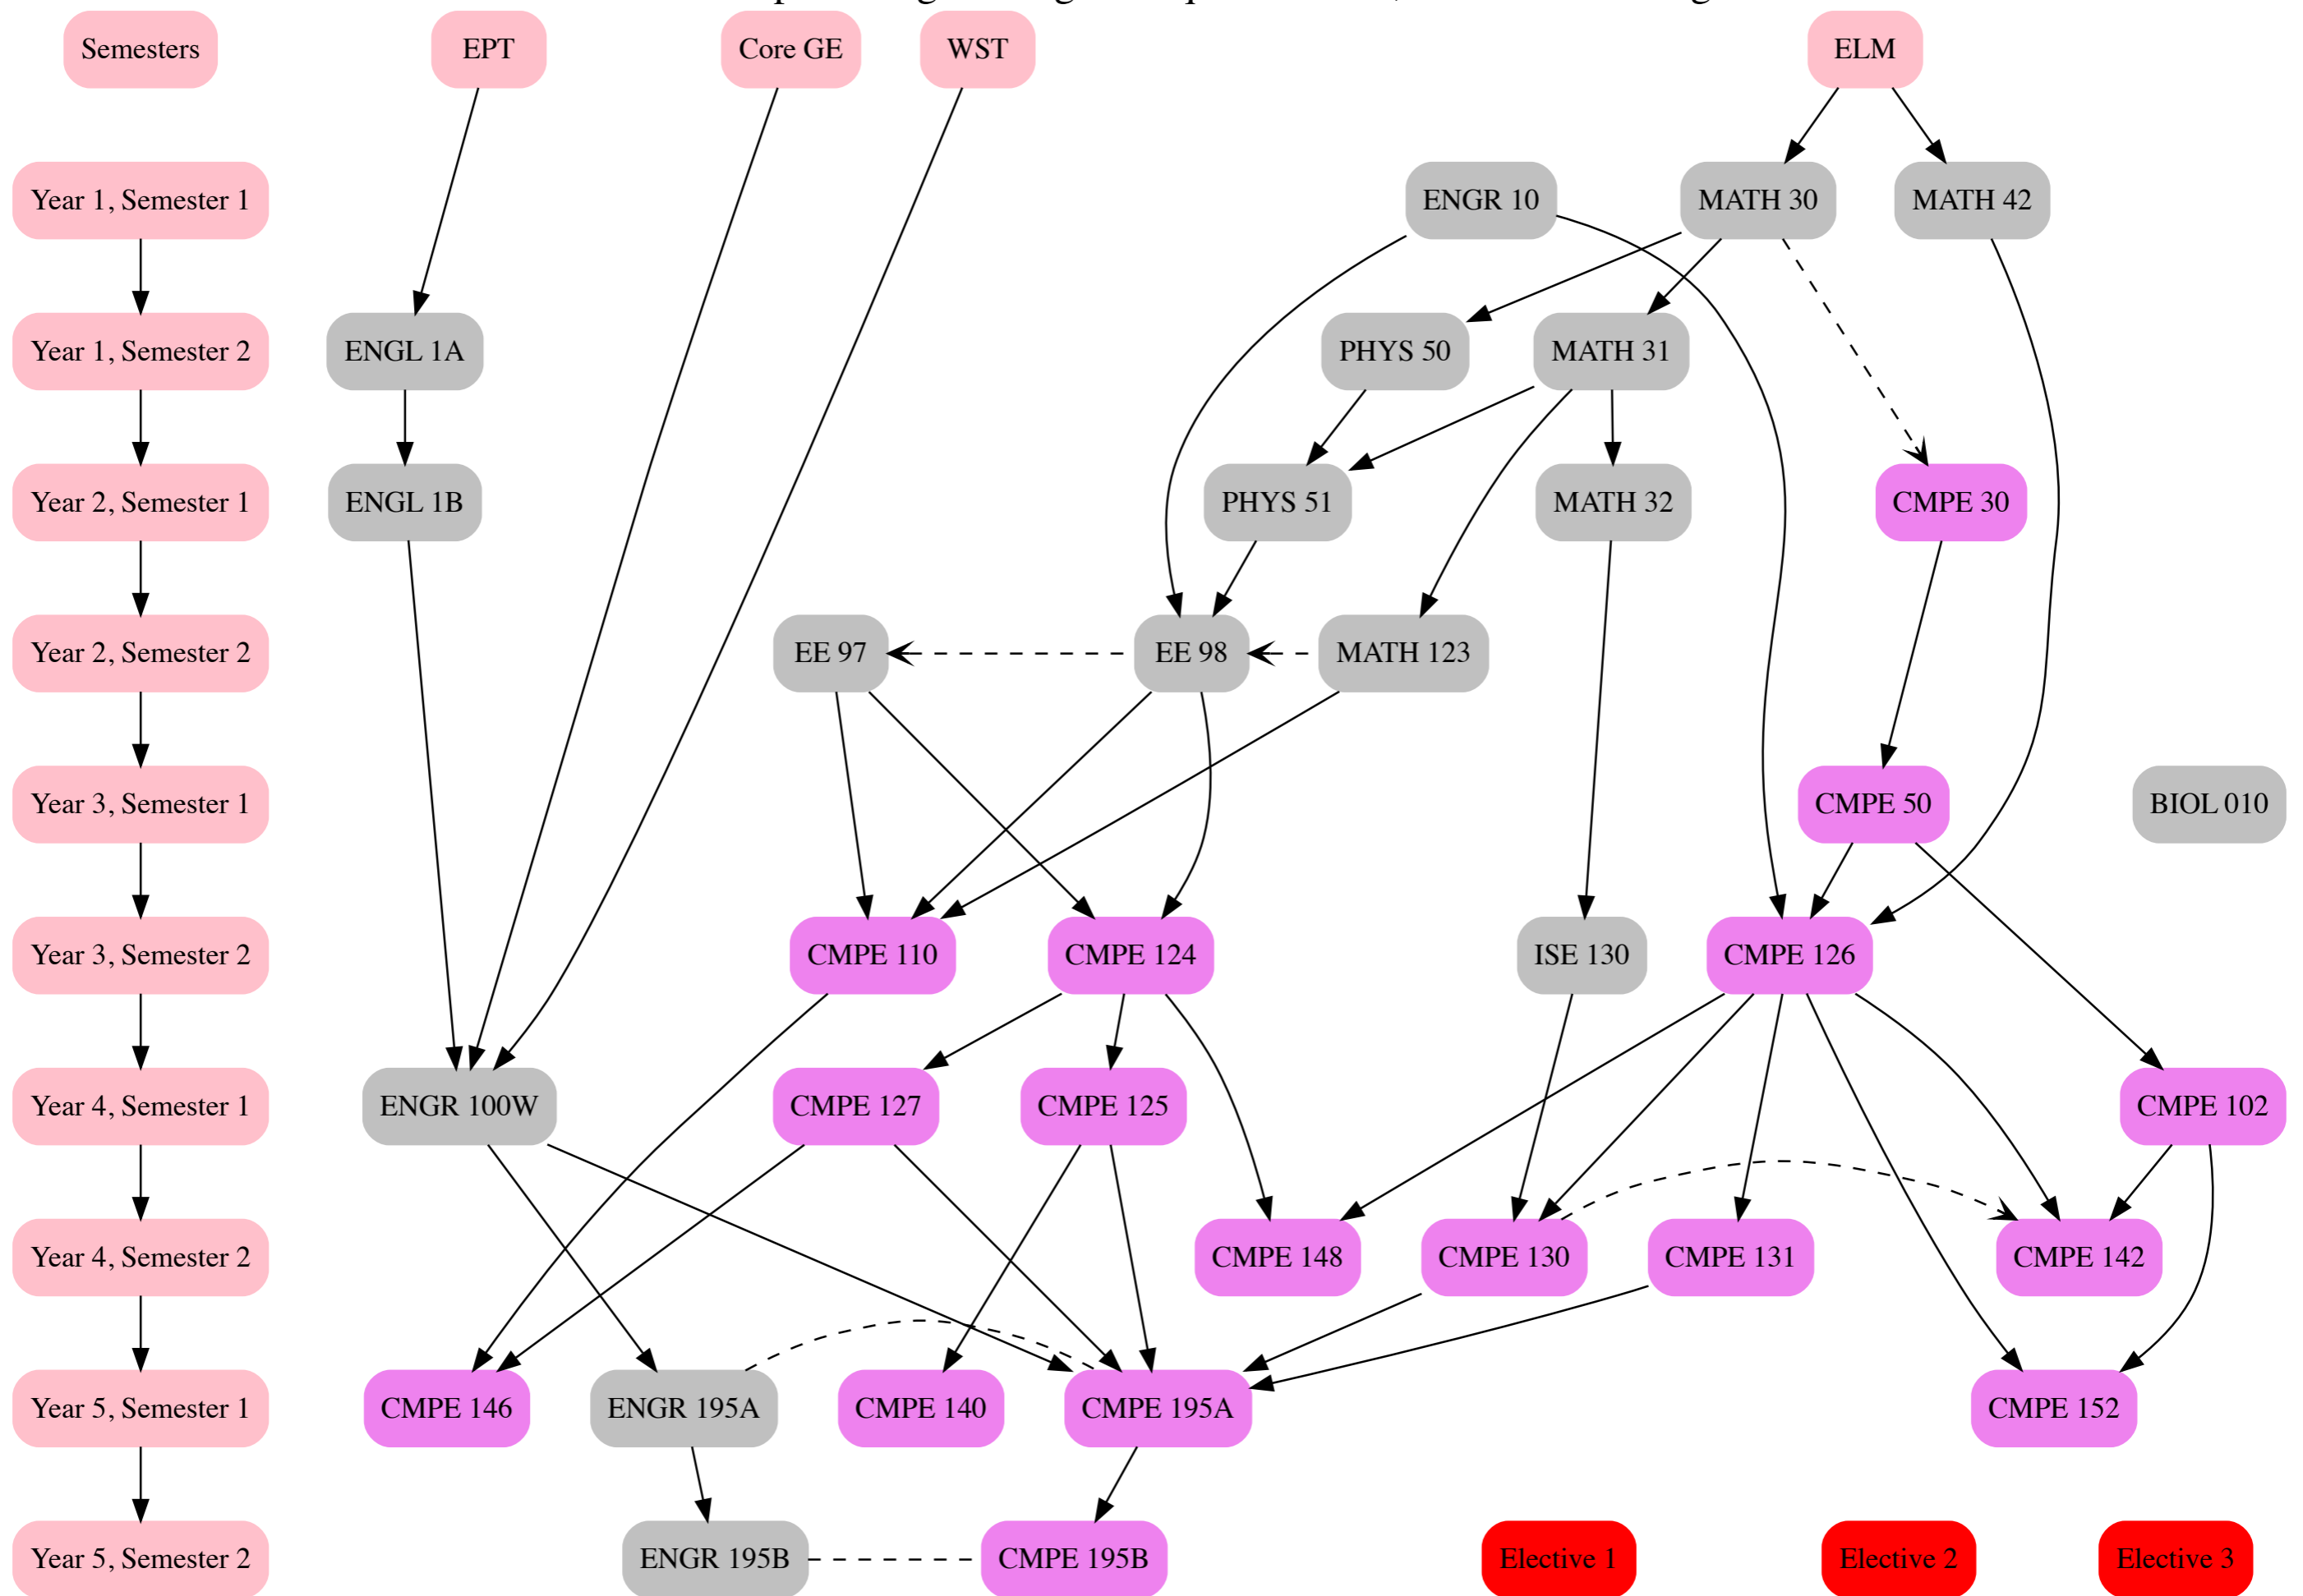 Semesters
EPT
Core GE
WST
ELM
Year 1, Semester 1
ENGR 10
MATH 30
MATH 42
Year 1, Semester 2
ENGL 1A
PHYS 50
MATH 31
Year 2, Semester 1
ENGL 1B
PHYS 51
MATH 32
CMPE 30
Year 2, Semester 2
EE 97
EE 98
MATH 123
Year 3, Semester 1
CMPE 50
BIOL 010
Year 3, Semester 2
CMPE 110
CMPE 124
ISE 130
CMPE 126
Year 4, Semester 1
ENGR 100W
CMPE 127
CMPE 125
CMPE 102
Year 4, Semester 2
CMPE 148
CMPE 130
CMPE 131
CMPE 142
Year 5, Semester 1
CMPE 146
ENGR 195A
CMPE 140
CMPE 195A
CMPE 152
Year 5, Semester 2
ENGR 195B
CMPE 195B
Elective 1
Elective 2
Elective 3